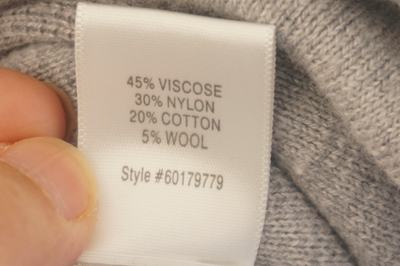 45% VISCOSE
30% NYLON
20% COTTON
5% WOOL
Style #60179779